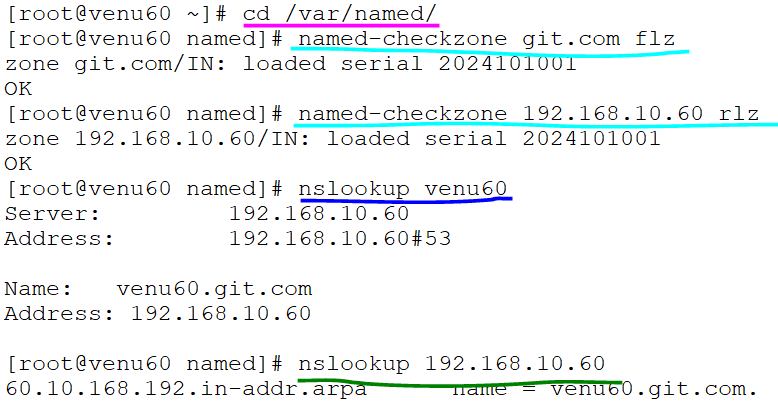 [root@venu60 ~]# cd /var/named/
[root@venu60 named]# named-checkzone git.com flz
zone git.com/IN: loaded serial 2024101001
OK
[root@venu60 named]# named-checkzone 192.168.10.60 rlz
zone 192.168.10.60/IN: loaded serial 2024101001
OK
[root@venu60 named]# nslookup venu60
Server:         192.168.10.60
Address:        192.168.10.60#53

Name:   venu60.git.com
Address: 192.168.10.60

[root@venu60 named]# nslookup 192.168.10.60
60.10.168.192.in-addr.arpa      name = venu60.git.com.